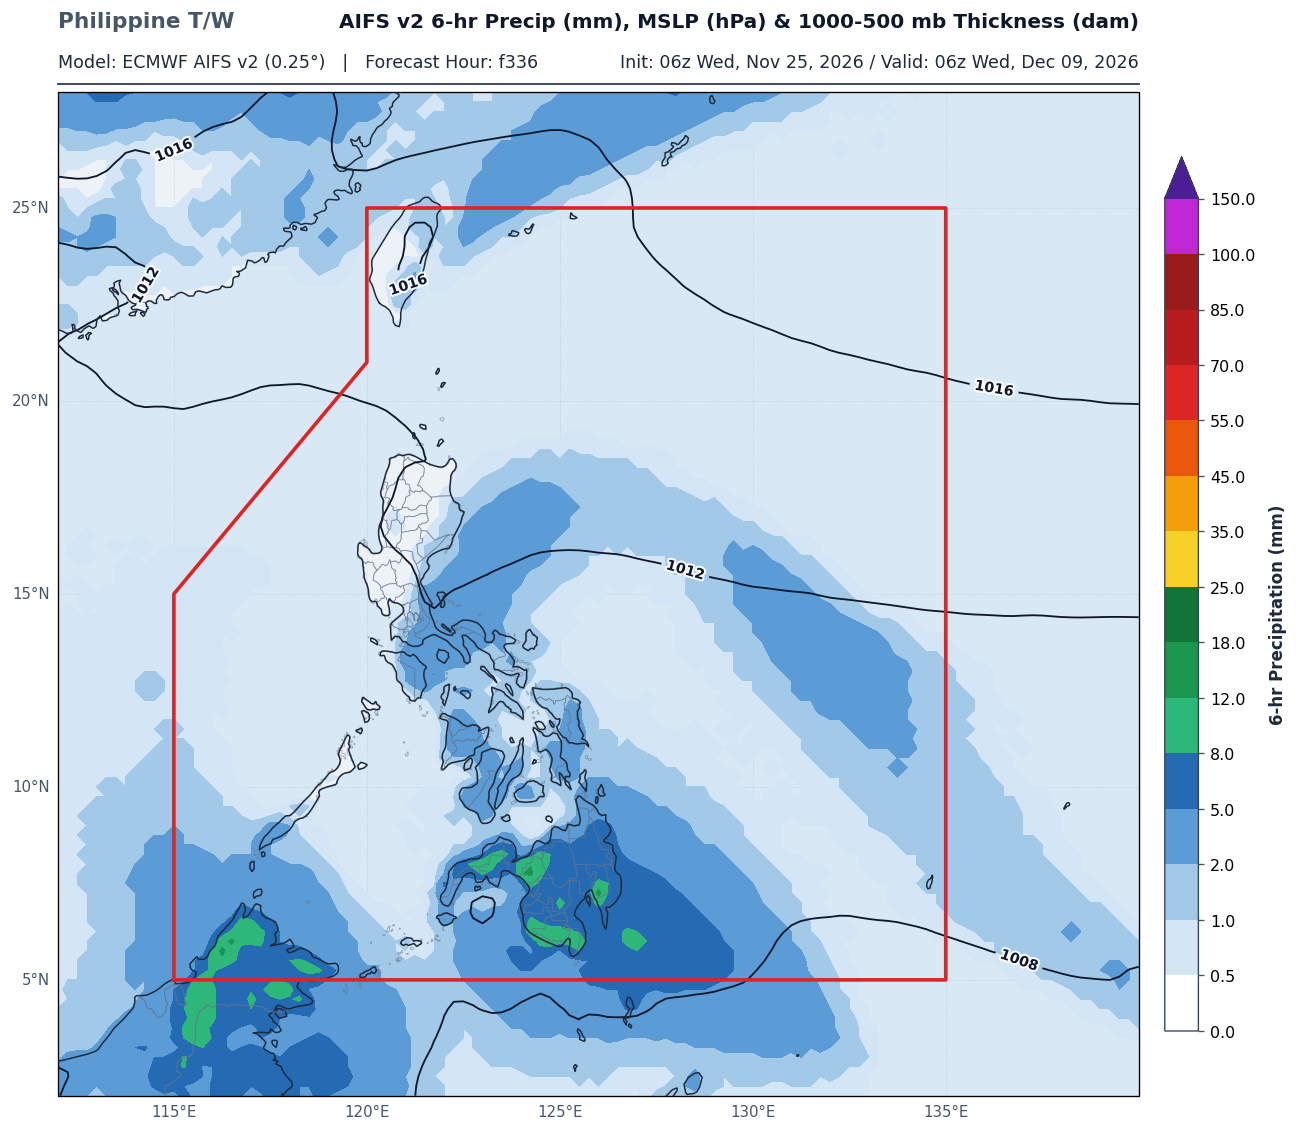 Philippine T/W
AIFS v2 6-hr Precip (mm), MSLP (hPa) & 1000-500 mb Thickness (dam)
Model: ECMWF AIFS v2 (0.25°) | Forecast Hour: f336
Init: 06z Wed, Nov 25, 2026 / Valid: 06z Wed, Dec 09, 2026
1016
1012
1016
1016
1012
1008
25°N
20°N
15°N
10°N
5°N
115°E
120°E
125°E
130°E
135°E
150.0
100.0
85.0
70.0
55.0
45.0
35.0
25.0
18.0
12.0
8.0
5.0
2.0
1.0
0.5
0.0
6-hr Precipitation (mm)